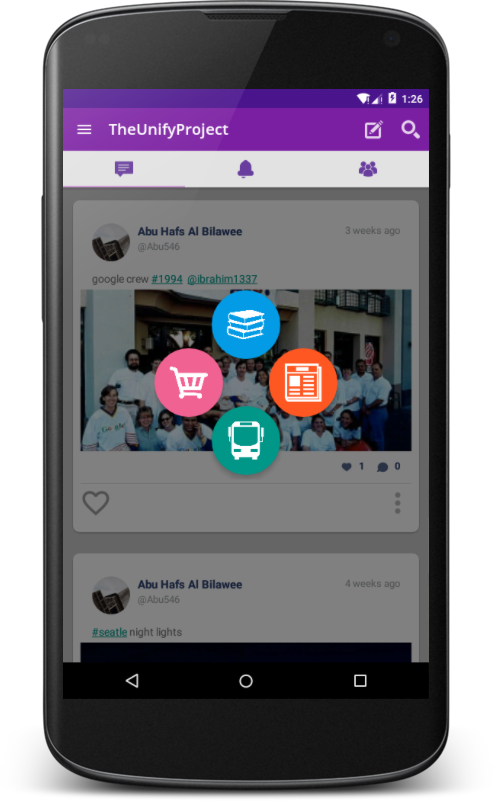 1:26
TheUnifyProject
Abu Hafs Al Bilawee
3 weeks ago
@Abu546
google crew #1994 @ibrahim1337
1 0
Abu Hafs Al Bilawee
4 weeks ago
@Abu546
#seatle night lights